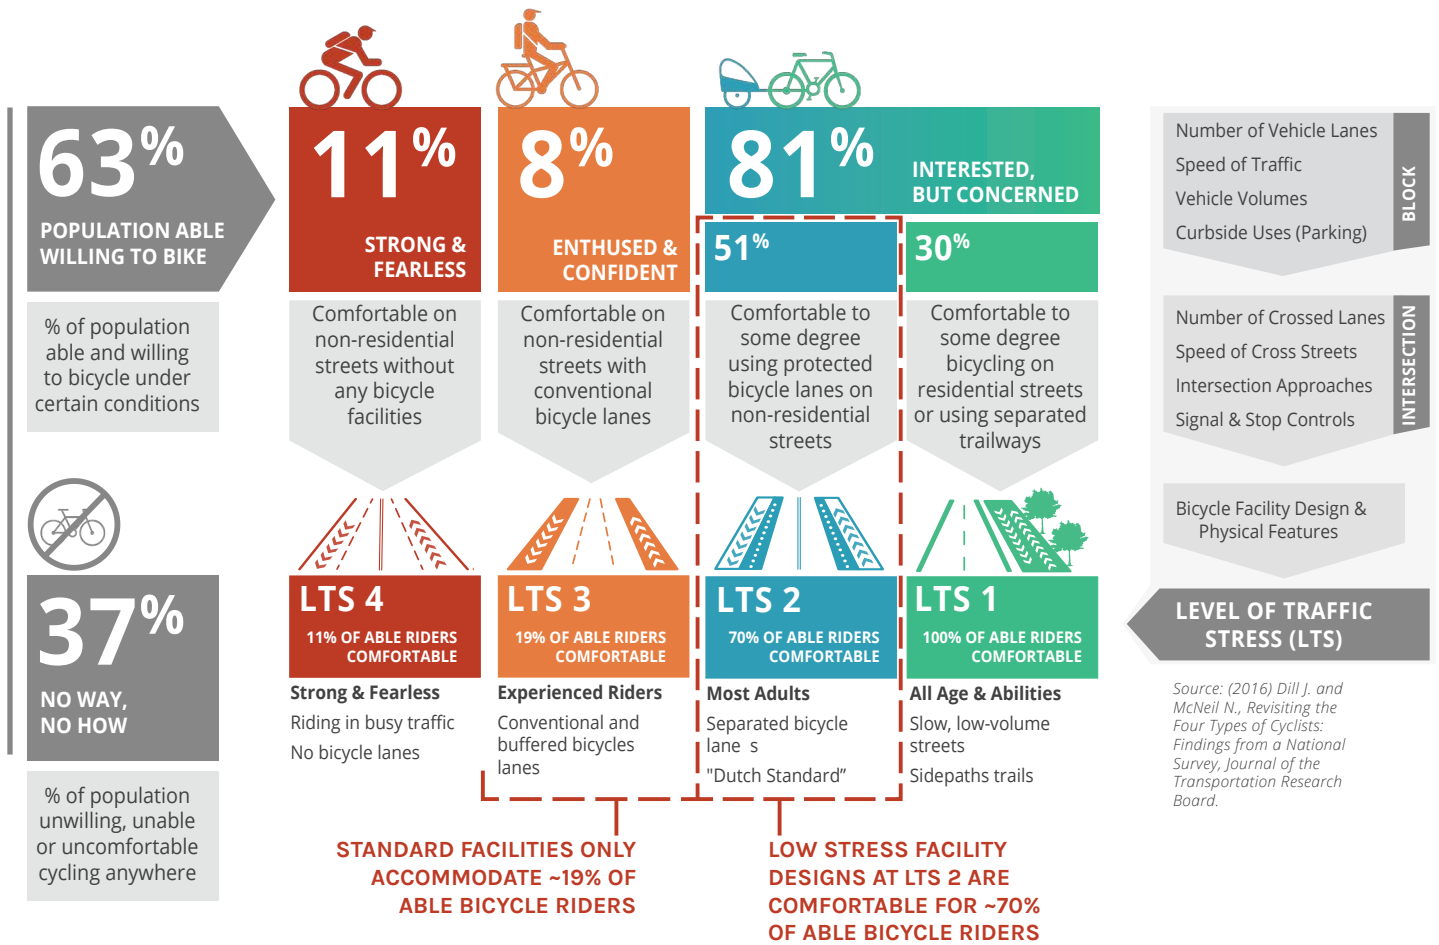 63%
POPULATION ABLE
WILLING TO BIKE
% of population
able and willing
to bicycle under
certain conditions
37%
NO WAY,
NO HOW
% of population
unwilling, unable
or uncomfortable
cycling anywhere
11%
STRONG &
FEARLESS
Comfortable on
non-residential
streets without
any bicycle
facilities
LTS 4
11% OF ABLE RIDERS
COMFORTABLE
Strong & Fearless
Riding in busy traffic
No bicycle lanes
8%
ENTHUSED &
CONFIDENT
Comfortable on
non-residential
streets with
conventional
bicycle lanes
LTS 3
19% OF ABLE RIDERS
COMFORTABLE
Experienced Riders
Conventional and
buffered bicycles
lanes
81%
INTERESTED,
BUT CONCERNED
51%
Comfortable to
some degree
using protected
bicycle lanes on
non-residential
streets
LTS 2
70% OF ABLE RIDERS
COMFORTABLE
Most Adults
Separated bicycle
lane s
"Dutch Standard”
30%
Comfortable to
some degree
bicycling on
residential streets
or using separated
trailways
LTS 1
100% OF ABLE RIDERS
COMFORTABLE
All Age & Abilities
Slow, low-volume
streets
Sidepaths trails
STANDARD FACILITIES ONLY
ACCOMMODATE ~19% OF
ABLE BICYCLE RIDERS
LOW STRESS FACILITY
DESIGNS AT LTS 2 ARE
COMFORTABLE FOR ~70%
OF ABLE BICYCLE RIDERS
Number of Vehicle Lanes
Speed of Traffic
Vehicle Volumes
Curbside Uses (Parking)
BLOCK
Number of Crossed Lanes
Speed of Cross Streets
Intersection Approaches
Signal & Stop Controls
INTERSECTION
Bicycle Facility Design &
Physical Features
LEVEL OF TRAFFIC
STRESS (LTS)
Source: (2016) Dill J. and
McNeil N., Revisiting the
Four Types of Cyclists:
Findings from a National
Survey, Journal of the
Transportation Research
Board.